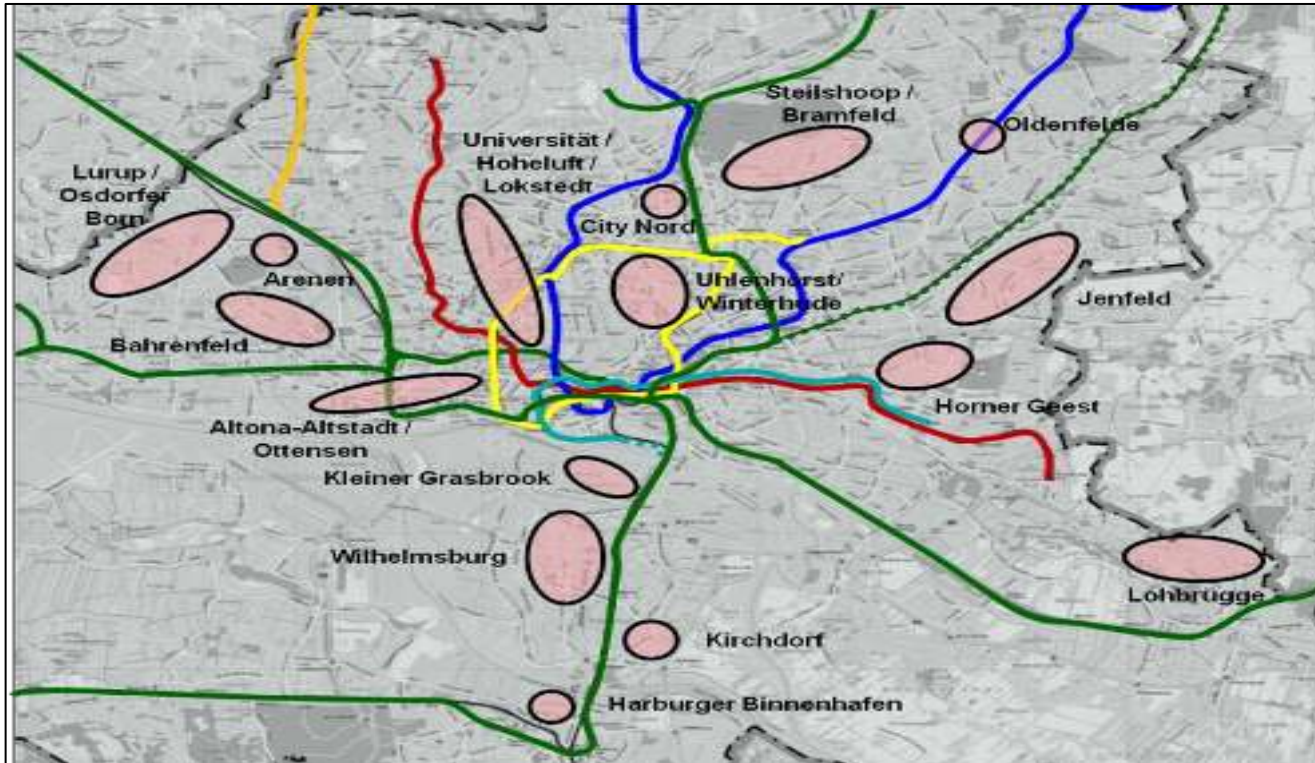 Steilshoop /
Bramfeld
Oldenfelde
Universität /
Hoheluft /
Lokstedt
Lurup /
Osdorfer
Born
City Nord
Arenen
Uhlenhorst/
Winterhude
Jenfeld
Bahrenfeld
Horner Geest
Altona-Altstadt /
Ottensen
Kleiner Grasbrook
Wilhelmsburg
Lohbrügge
Kirchdorf
Harburger Binnenhafen